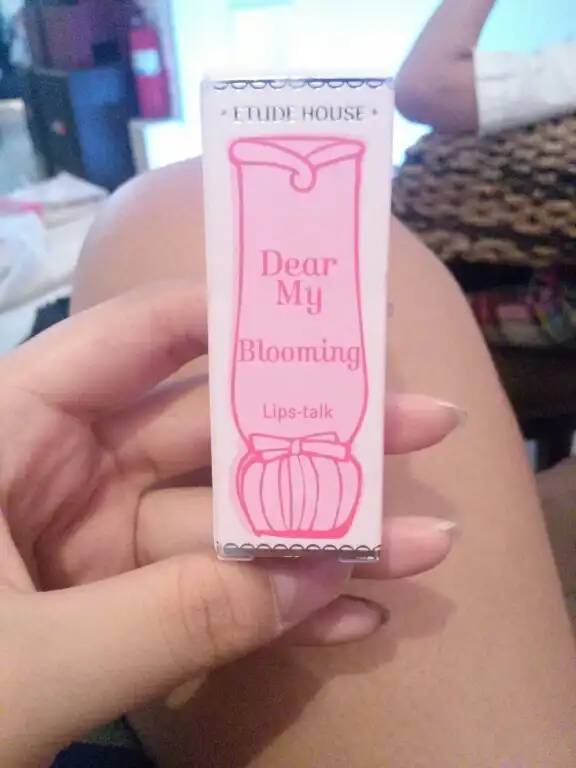 • ETUDE HOUSE •
Dear
My
Blooming
Lips-talk